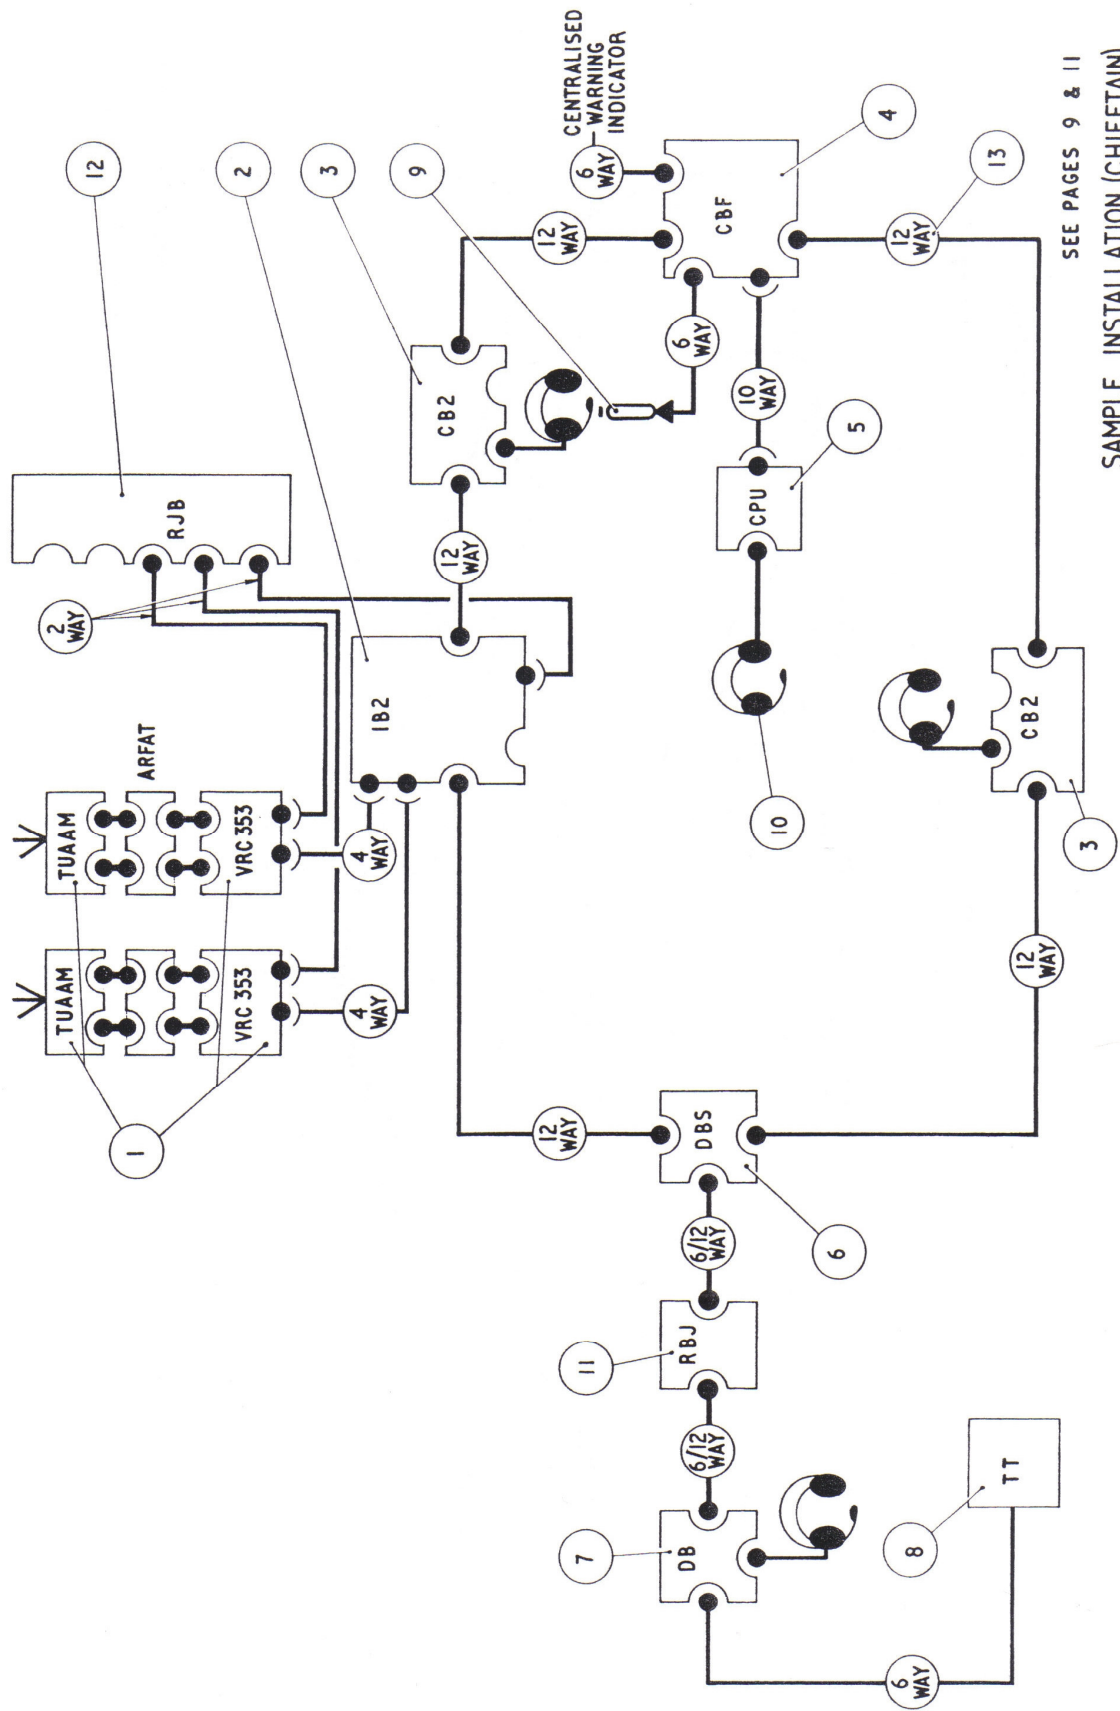 TUAAM
TUAAM
ARFAT
VRC 353
VRC 353
1
4
WAY
4
WAY
2
WAY
RJB
12
IB2
2
12
WAY
CB2
3
9
12
WAY
6
WAY
CENTRALISED
WARNING
INDICATOR
6
WAY
CBF
4
10
WAY
CPU
5
10
12
WAY
13
CB2
3
12
WAY
12
WAY
DBS
6
6/12
WAY
RBJ
11
6/12
WAY
DB
7
TT
8
6
WAY
SEE PAGES 9 & 11
SAMPLE INSTALLATION (CHIEFTAIN)